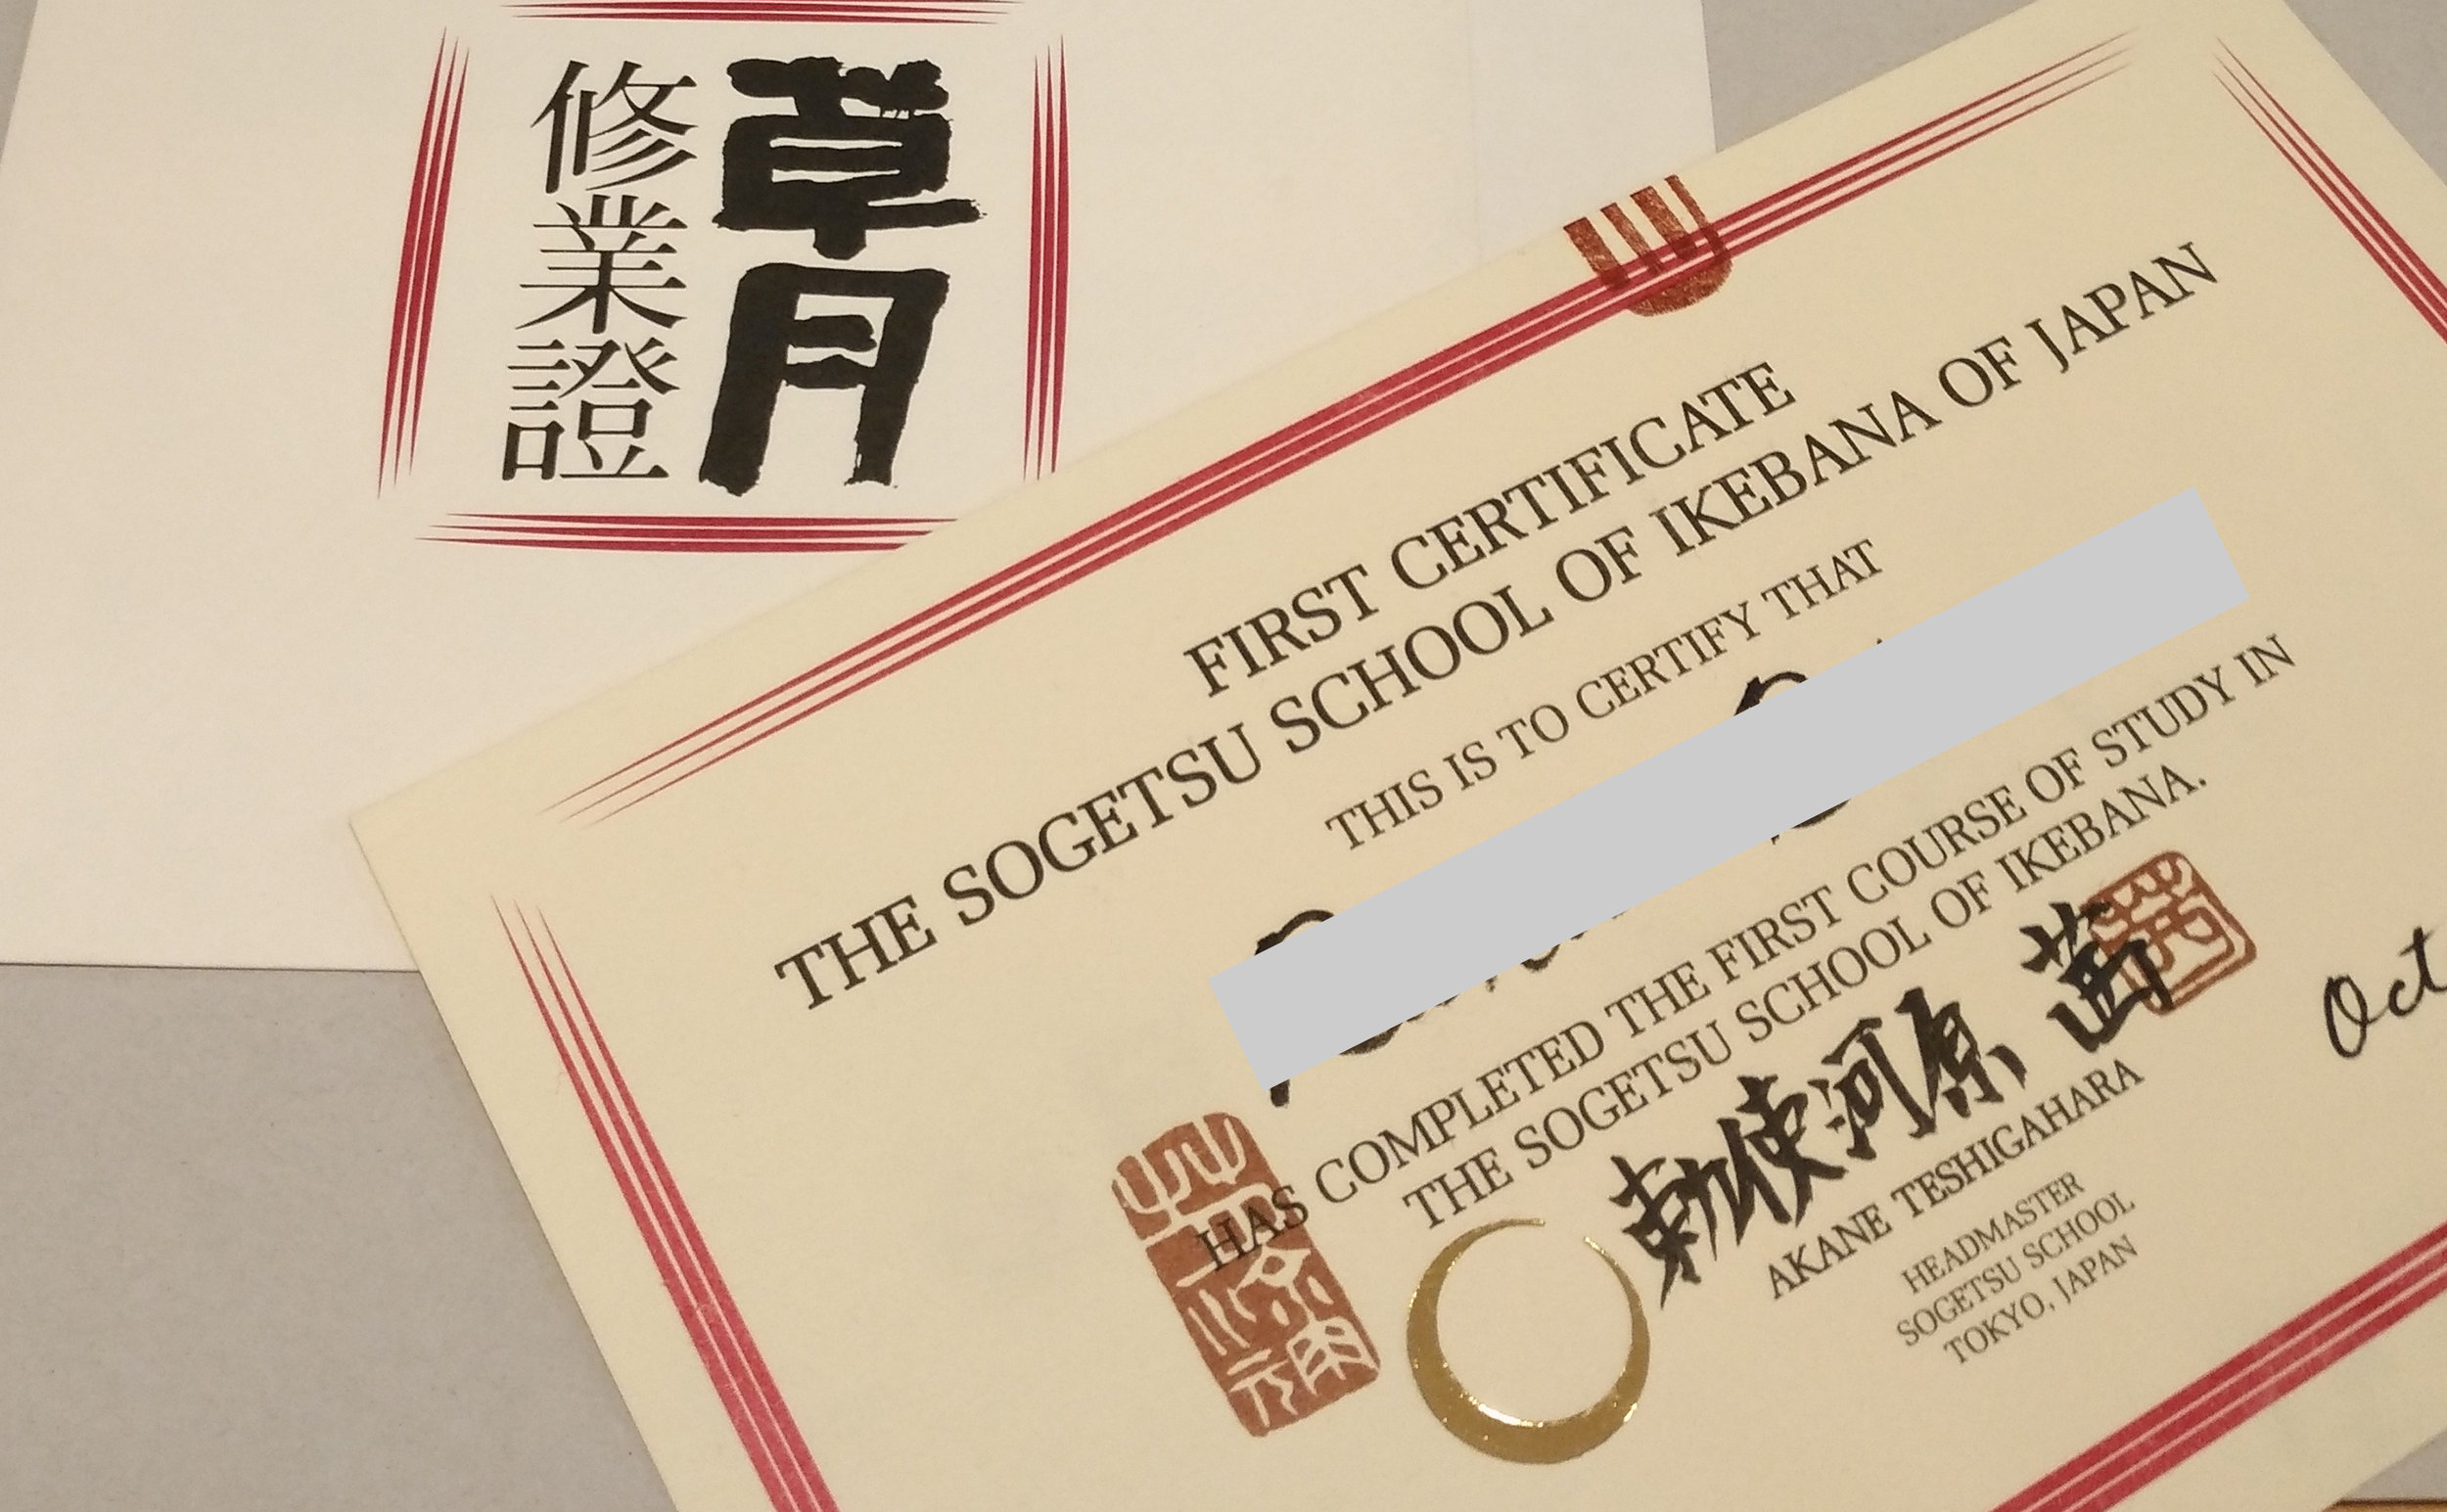 草月
修業證
FIRST CERTIFICATE
THE SOGETSU SCHOOL OF IKEBANA OF JAPAN
THIS IS TO CERTIFY THAT
HAS COMPLETED THE FIRST COURSE OF STUDY IN
THE SOGETSU SCHOOL OF IKEBANA.
勅使河原 茜
AKANE TESHIGAHARA
HEADMASTER
SOGETSU SCHOOL
TOKYO, JAPAN
Oct